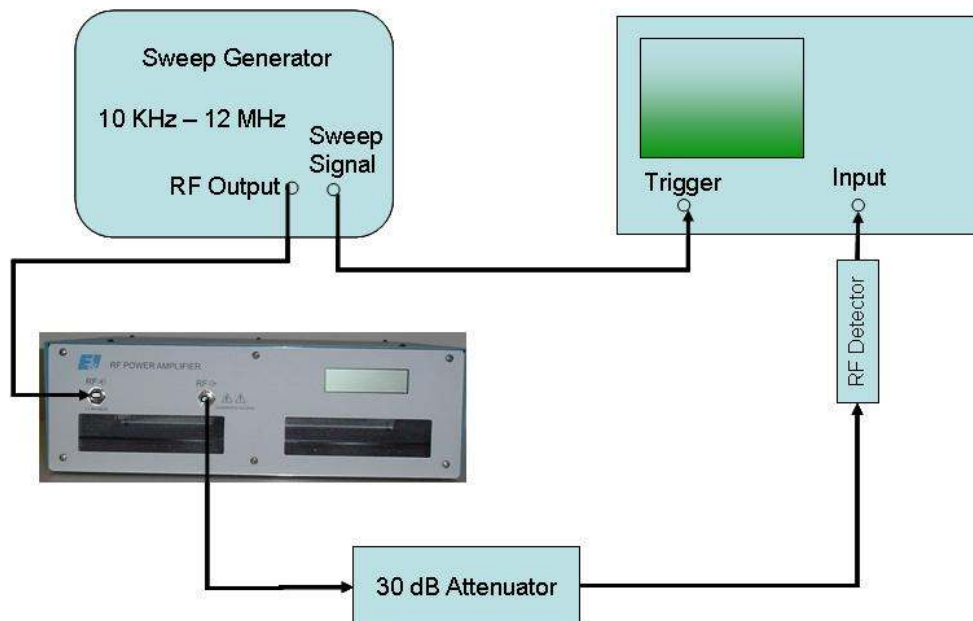 Sweep Generator
10 KHz – 12 MHz
Sweep
Signal
RF Output
Trigger
Input
RF Detector
E&I
RF POWER AMPLIFIER
30 dB Attenuator